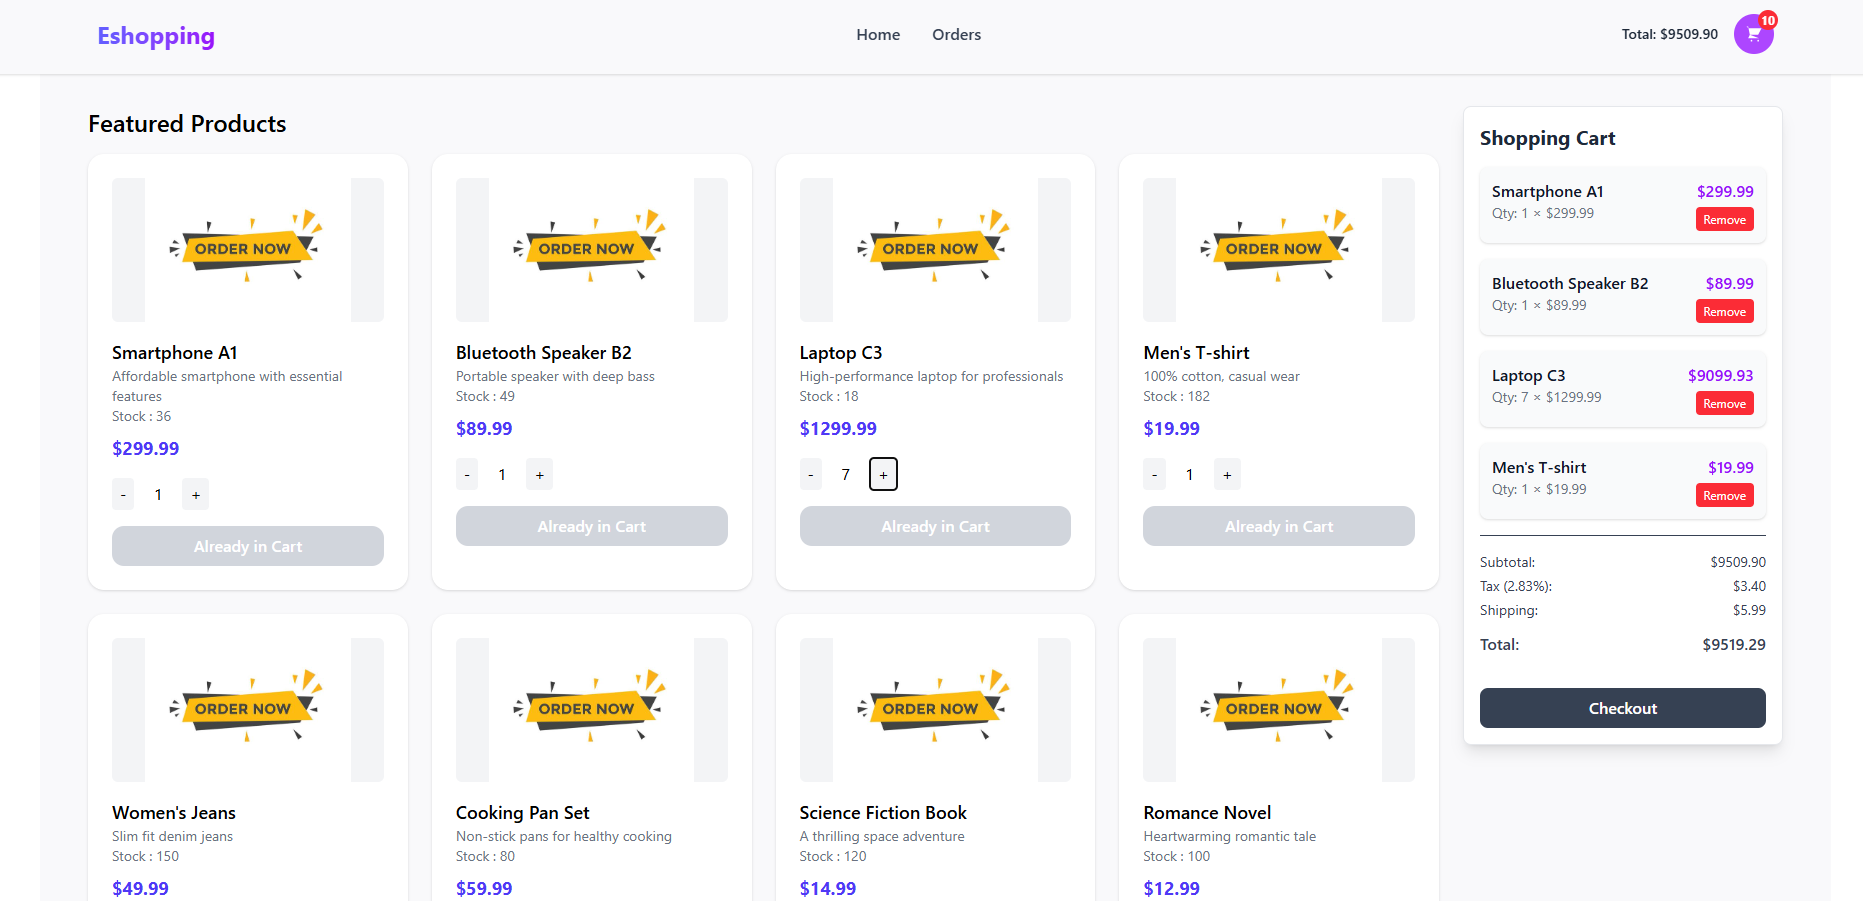 Eshopping
Home Orders
Total: $9509.90 10
Featured Products
ORDER NOW
Smartphone A1
Affordable smartphone with essential
features
Stock : 36
$299.99
- 1 +
Already in Cart
ORDER NOW
Bluetooth Speaker B2
Portable speaker with deep bass
Stock : 49
$89.99
- 1 +
Already in Cart
ORDER NOW
Laptop C3
High-performance laptop for professionals
Stock : 18
$1299.99
- 7 +
Already in Cart
ORDER NOW
Men's T-shirt
100% cotton, casual wear
Stock : 182
$19.99
- 1 +
Already in Cart
ORDER NOW
Women's Jeans
Slim fit denim jeans
Stock : 150
$49.99
ORDER NOW
Cooking Pan Set
Non-stick pans for healthy cooking
Stock : 80
$59.99
ORDER NOW
Science Fiction Book
A thrilling space adventure
Stock : 120
$14.99
ORDER NOW
Romance Novel
Heartwarming romantic tale
Stock : 100
$12.99
Shopping Cart
Smartphone A1 $299.99
Qty: 1 × $299.99 Remove
Bluetooth Speaker B2 $89.99
Qty: 1 × $89.99 Remove
Laptop C3 $9099.93
Qty: 7 × $1299.99 Remove
Men's T-shirt $19.99
Qty: 1 × $19.99 Remove
Subtotal: $9509.90
Tax (2.83%): $3.40
Shipping: $5.99
Total: $9519.29
Checkout